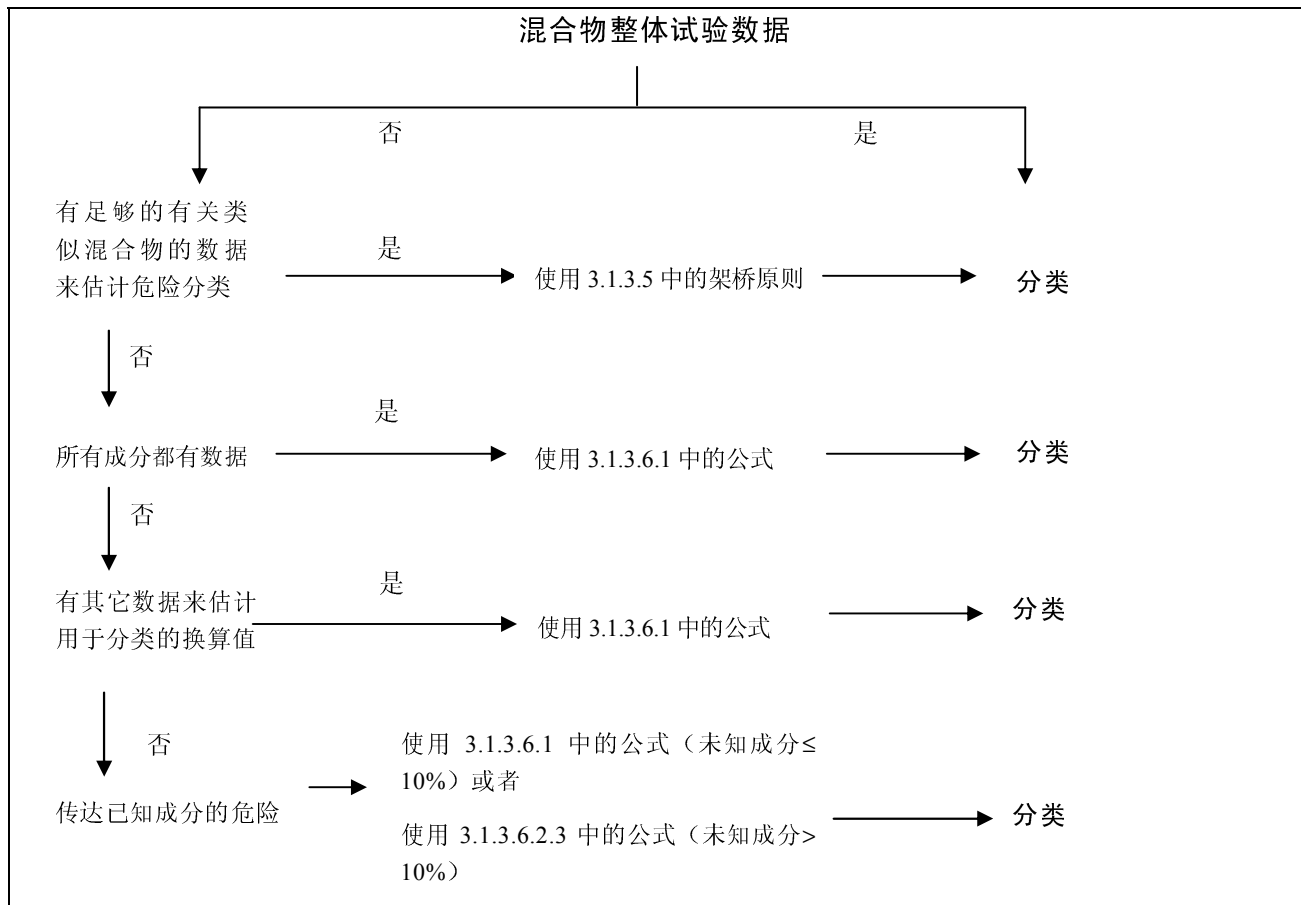 混合物整体试验数据
否
是
有足够的有关类
似混合物的数据
来估计危险分类
是
使用 3.1.3.5 中的架桥原则
分类
否
是
所有成分都有数据
使用 3.1.3.6.1 中的公式
分类
否
是
有其它数据来估计
用于分类的换算值
使用 3.1.3.6.1 中的公式
分类
否
传达已知成分的危险
使用 3.1.3.6.1 中的公式（未知成分≤
10%）或者
使用 3.1.3.6.2.3 中的公式（未知成分>
10%）
分类